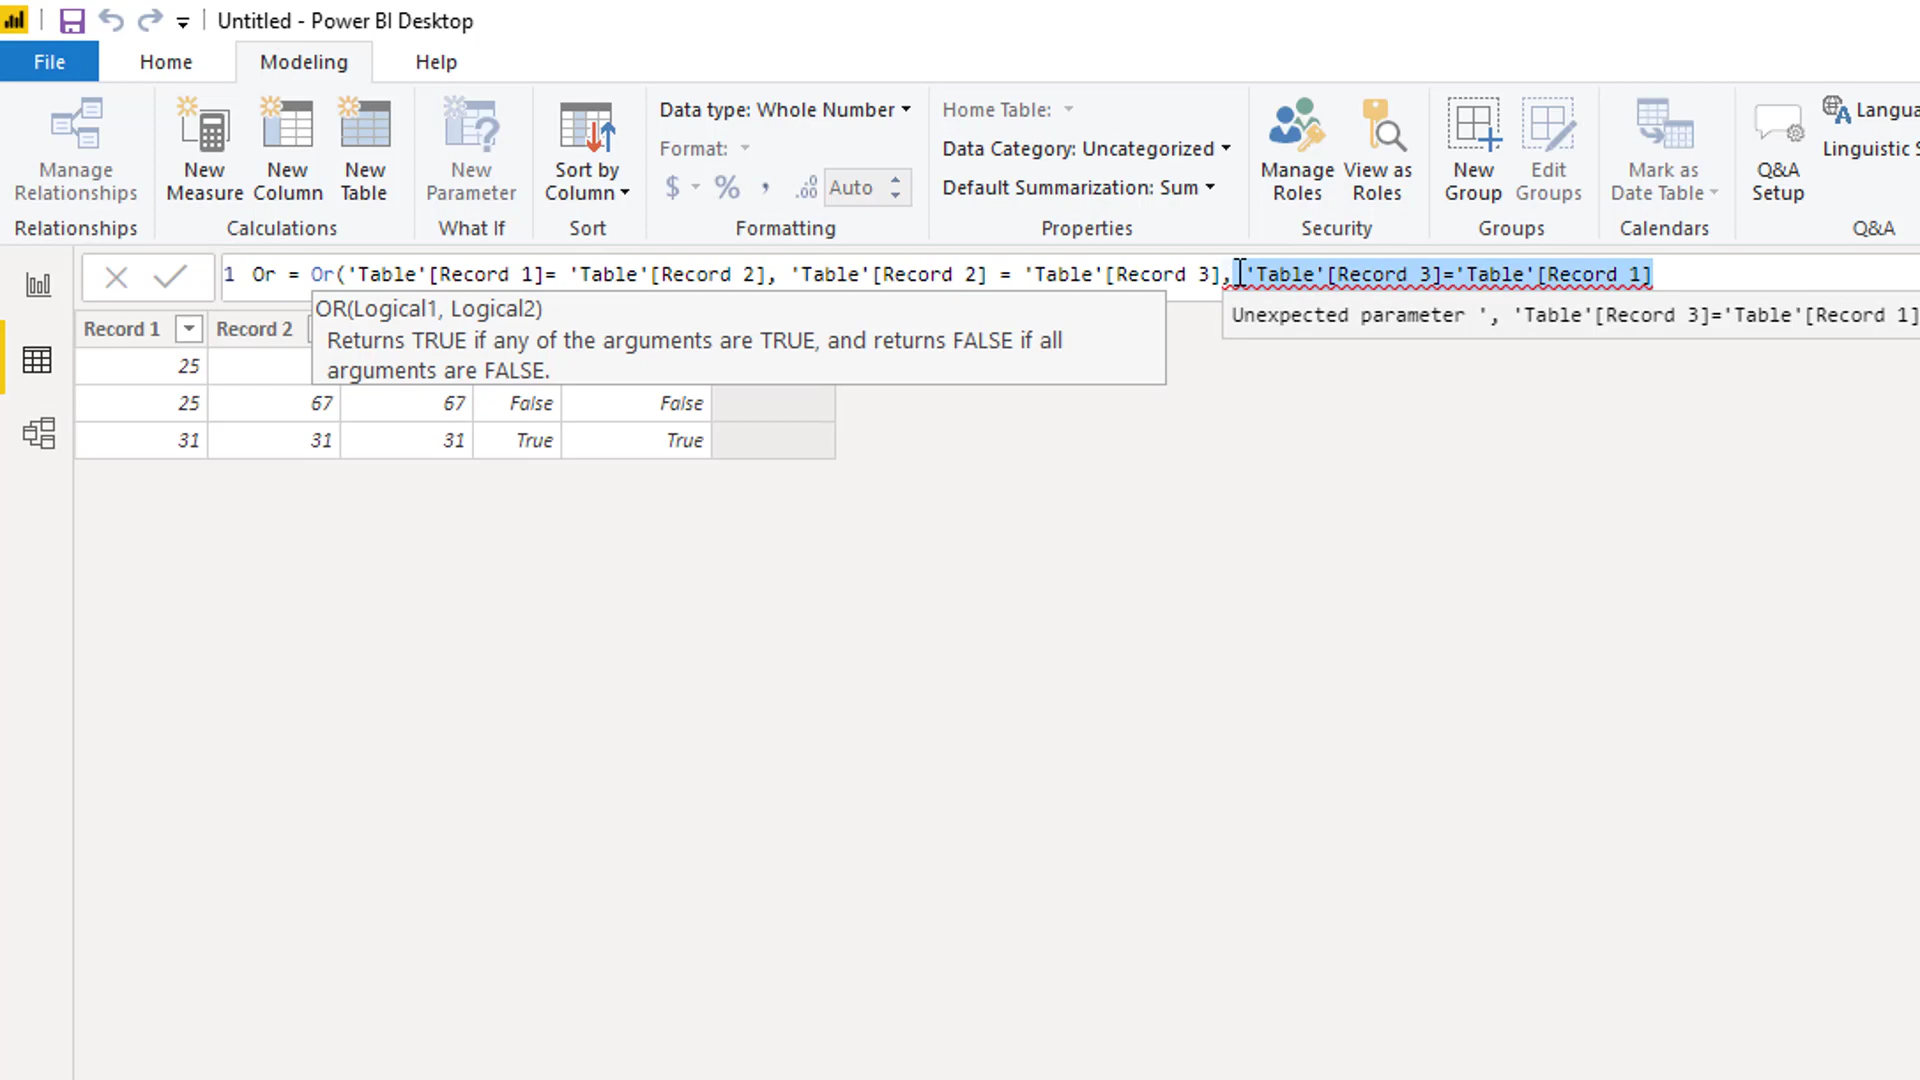 Untitled - Power BI Desktop
File Home Modeling Help
Manage Relationships
New Measure
New Column
New Table
New Parameter
Sort by Column
Data type: Whole Number
Format:
$ % , .00 Auto
Home Table:
Data Category: Uncategorized
Default Summarization: Sum
Manage Roles
View as Roles
New Group
Edit Groups
Mark as Date Table
Q&A Setup
Linguistic
Relationships Calculations What If Sort Formatting Properties Security Groups Calendars Q&A
1 Or = Or('Table'[Record 1]= 'Table'[Record 2], 'Table'[Record 2] = 'Table'[Record 3], 'Table'[Record 3]='Table'[Record 1]
OR(Logical1, Logical2)
Returns TRUE if any of the arguments are TRUE, and returns FALSE if all
arguments are FALSE.
Unexpected parameter ', 'Table'[Record 3]='Table'[Record 1]
Record 1 Record 2
25
25 67 67 False False
31 31 31 True True